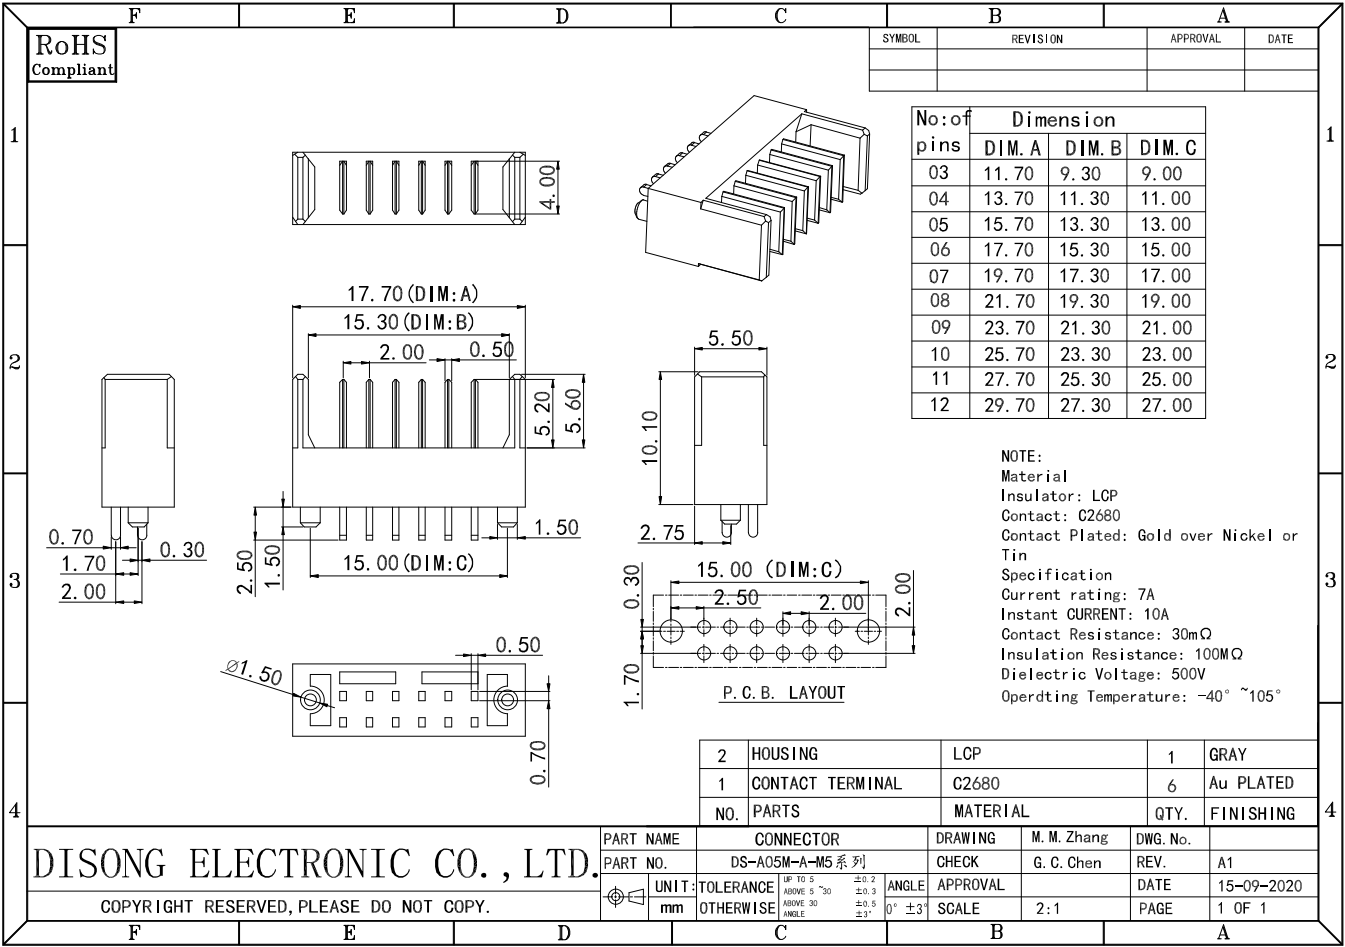 F E D C B A
RoHS
Compliant
SYMBOL REVISION APPROVAL DATE
1 1
No:of pins Dimension
DIM.A DIM.B DIM.C
03 11.70 9.30 9.00
04 13.70 11.30 11.00
05 15.70 13.30 13.00
06 17.70 15.30 15.00
07 19.70 17.30 17.00
08 21.70 19.30 19.00
09 23.70 21.30 21.00
10 25.70 23.30 23.00
11 27.70 25.30 25.00
12 29.70 27.30 27.00
4.00
17.70(DIM:A)
15.30(DIM:B)
2.00 0.50
5.20
5.60
2 2
5.50
10.10
2.75
0.70
0.30
1.70
2.00
2.50
1.50
1.50
15.00(DIM:C)
3 3
15.00 (DIM:C)
0.30
2.50 2.00
2.00
1.70
P.C.B. LAYOUT
Ø1.50
0.50
0.70
NOTE:
Material
Insulator: LCP
Contact: C2680
Contact Plated: Gold over Nickel or
Tin
Specification
Current rating: 7A
Instant CURRENT: 10A
Contact Resistance: 30mΩ
Insulation Resistance: 100MΩ
Dielectric Voltage: 500V
Operdting Temperature: -40° ~105°
4 4
2 HOUSING LCP 1 GRAY
1 CONTACT TERMINAL C2680 6 Au PLATED
NO. PARTS MATERIAL QTY. FINISHING
DISONG ELECTRONIC CO., LTD.
COPYRIGHT RESERVED, PLEASE DO NOT COPY.
PART NAME CONNECTOR DRAWING M.M.Zhang DWG.No.
PART NO. DS-A05M-A-M5系列 CHECK G.C.Chen REV. A1
UNIT: mm TOLERANCE OTHERWISE
UP TO 5 ±0.2
ABOVE 5~30 ±0.3
ABOVE 30 ±0.5
ANGLE ±3°
ANGLE 0° ±3°
APPROVAL DATE 15-09-2020
SCALE 2:1 PAGE 1 OF 1
F E D C B A